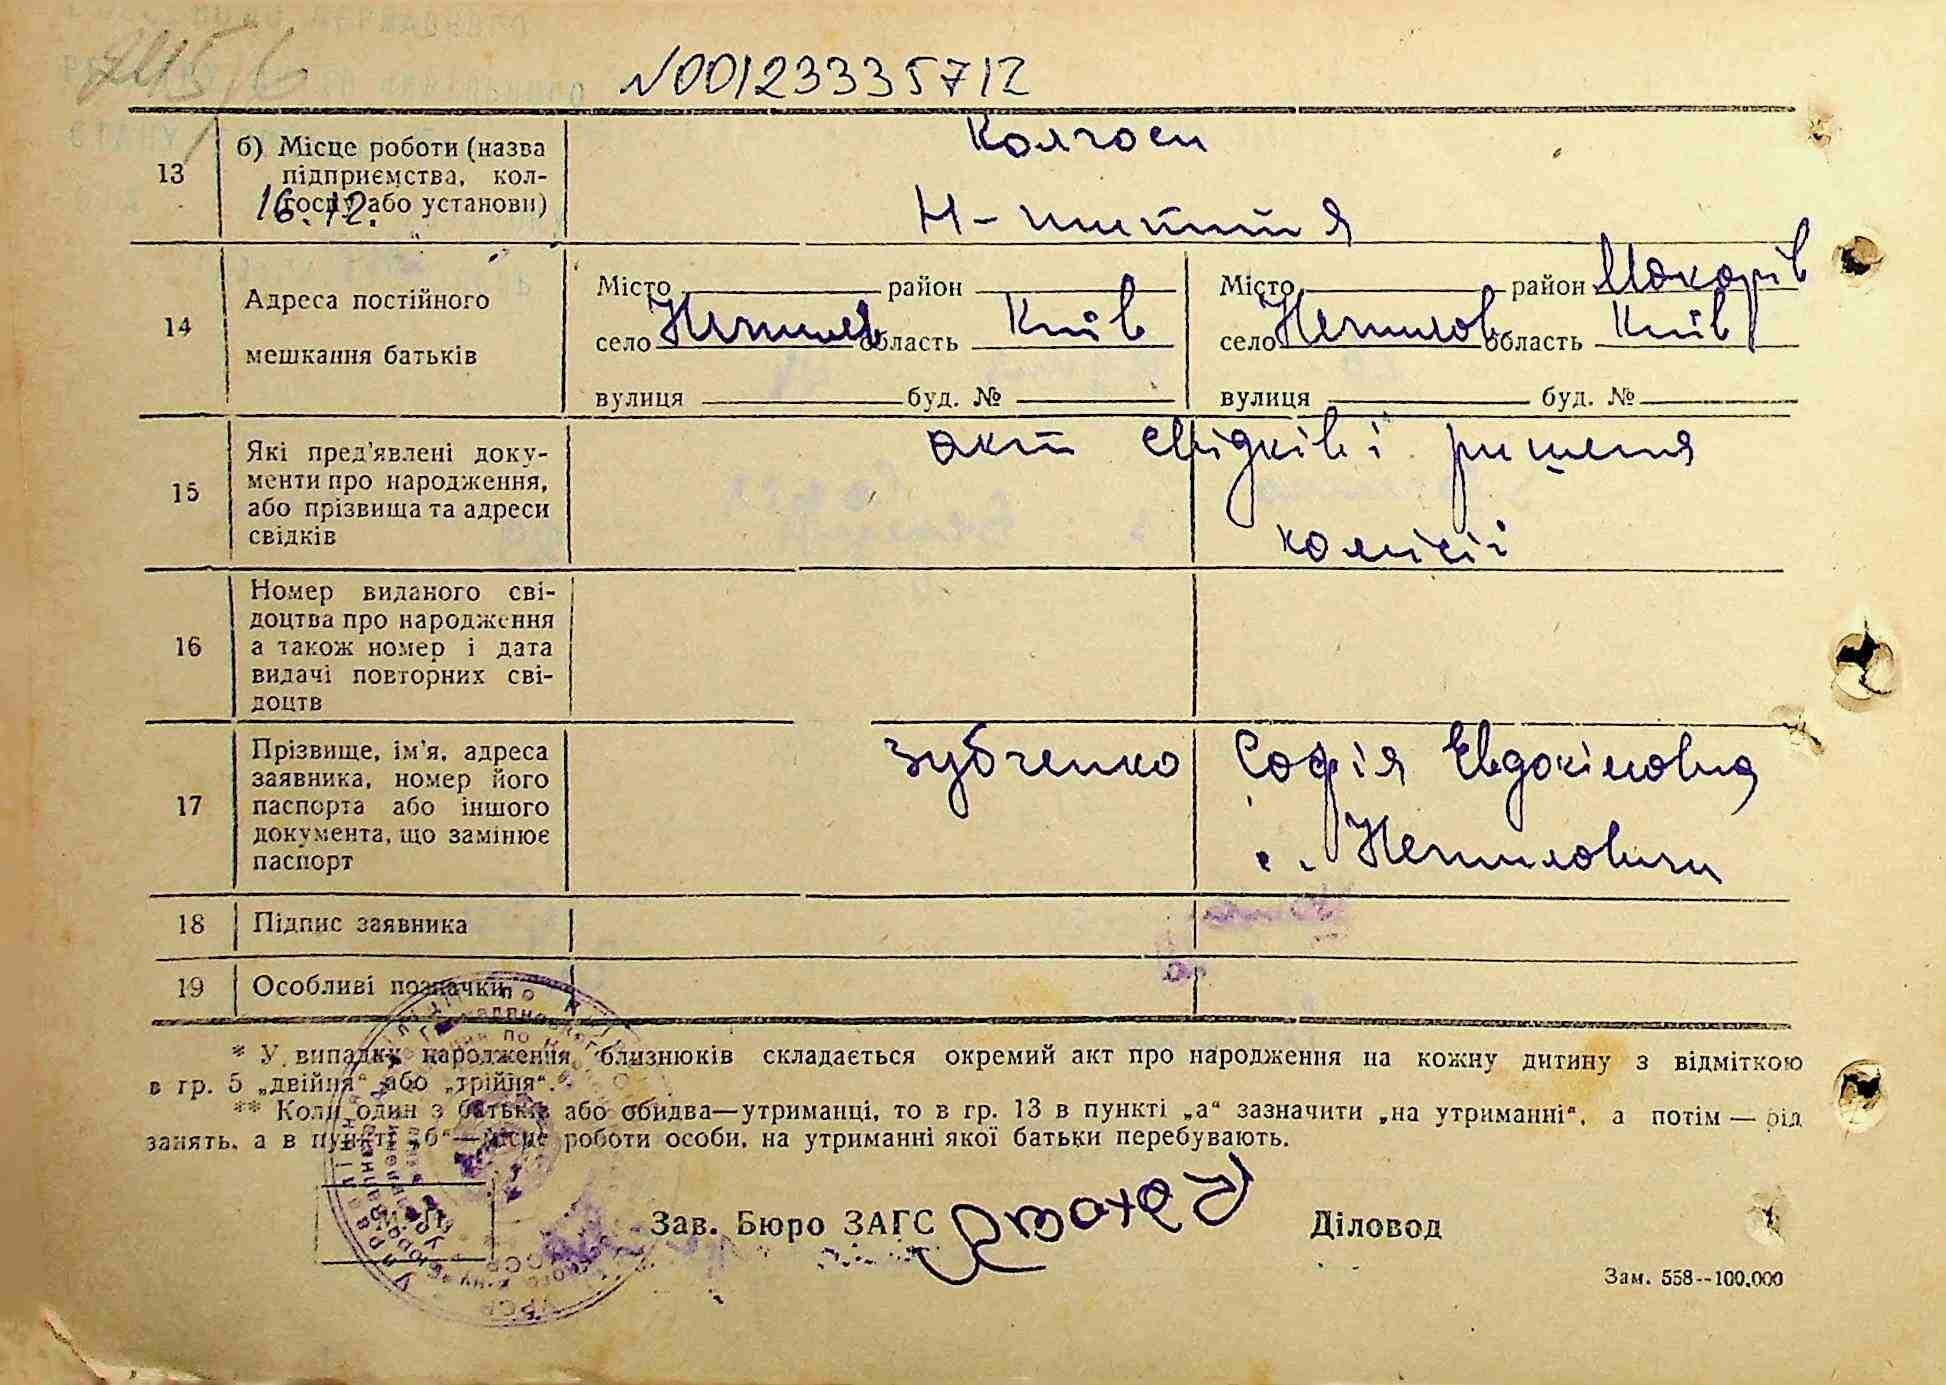 N00123335712
13 б) Місце роботи (назва
підприємства, кол-
госпу або установи)
16.12.
Колгосп
Н-життя
14 Адреса постійного
мешкання батьків
Місто район
село область Київ
вулиця буд. №
Місто район Макарів
село область Київ
вулиця буд. №
15 Які пред'явлені доку-
менти про народження,
або прізвища та адреси
свідків
акт свідків і ришення
комісії
16 Номер виданого сві-
доцтва про народження
а також номер і дата
видачі повторних сві-
доцтв
17 Прізвище, ім'я, адреса
заявника, номер його
паспорта або іншого
документа, що замінює
паспорт
Зубченко Софія Евдокімовна
с. Нежиловичи
18 Підпис заявника
19 Особливі позначки
* У випадку народження близнюків складається окремий акт про народження на кожну дитину з відміткою
в гр. 5 „двійня“ або „трійня“.
** Коли один з батьків або обидва—утриманці, то в гр. 13 в пункті „а“ зазначити „на утриманні“, а потім — рід
занять, а в пункті „б“—місце роботи особи, на утриманні якої батьки перебувають.
Зав. Бюро ЗАГС Діловод
Зам. 558--100.000